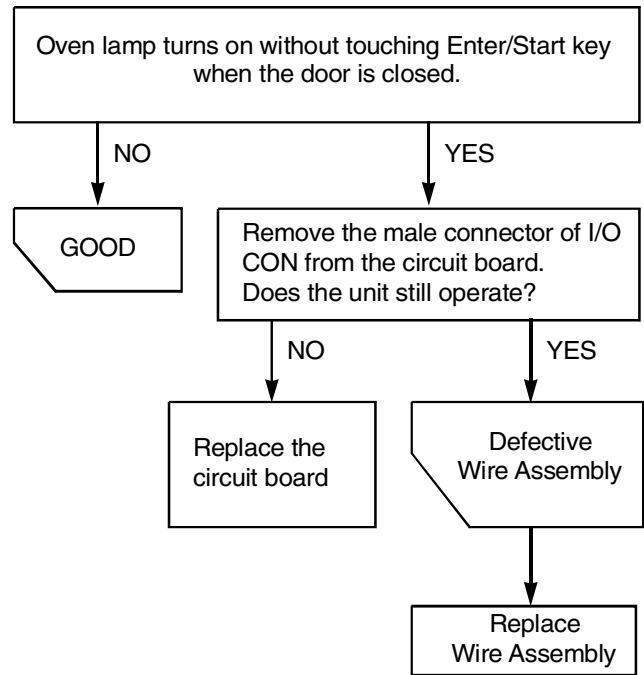 Oven lamp turns on without touching Enter/Start key
when the door is closed.
NO
YES
GOOD
Remove the male connector of I/O
CON from the circuit board.
Does the unit still operate?
NO
YES
Replace the
circuit board
Defective
Wire Assembly
Replace
Wire Assembly